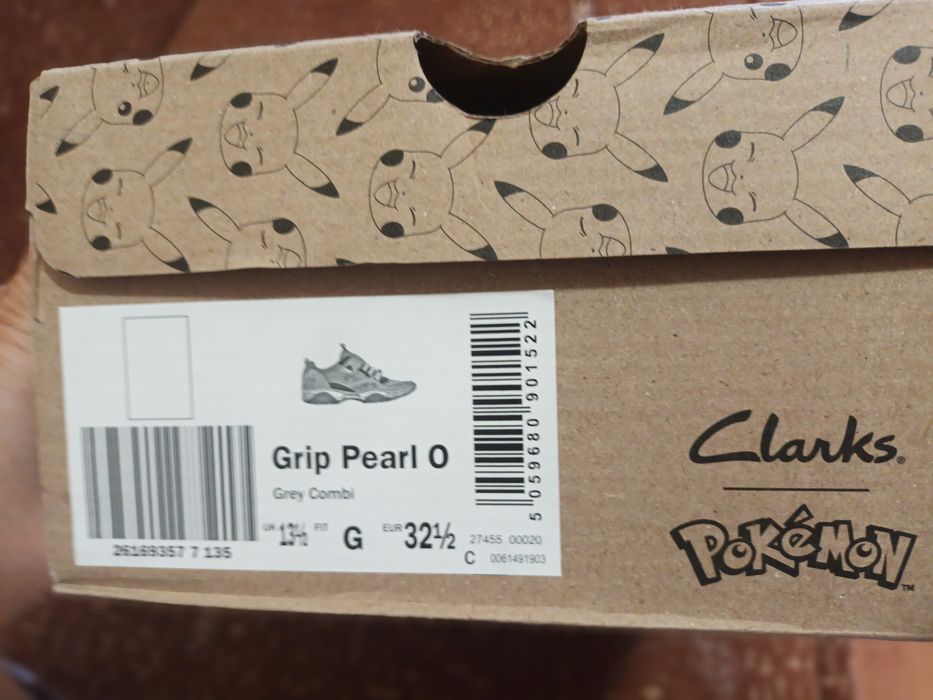 Grip Pearl O
Grey Combi
UK 13½ FIT G EUR 32½
26169357 7 135
5 059680 901522
27455 00020
C 0061491903
Clarks®
POKéMON™